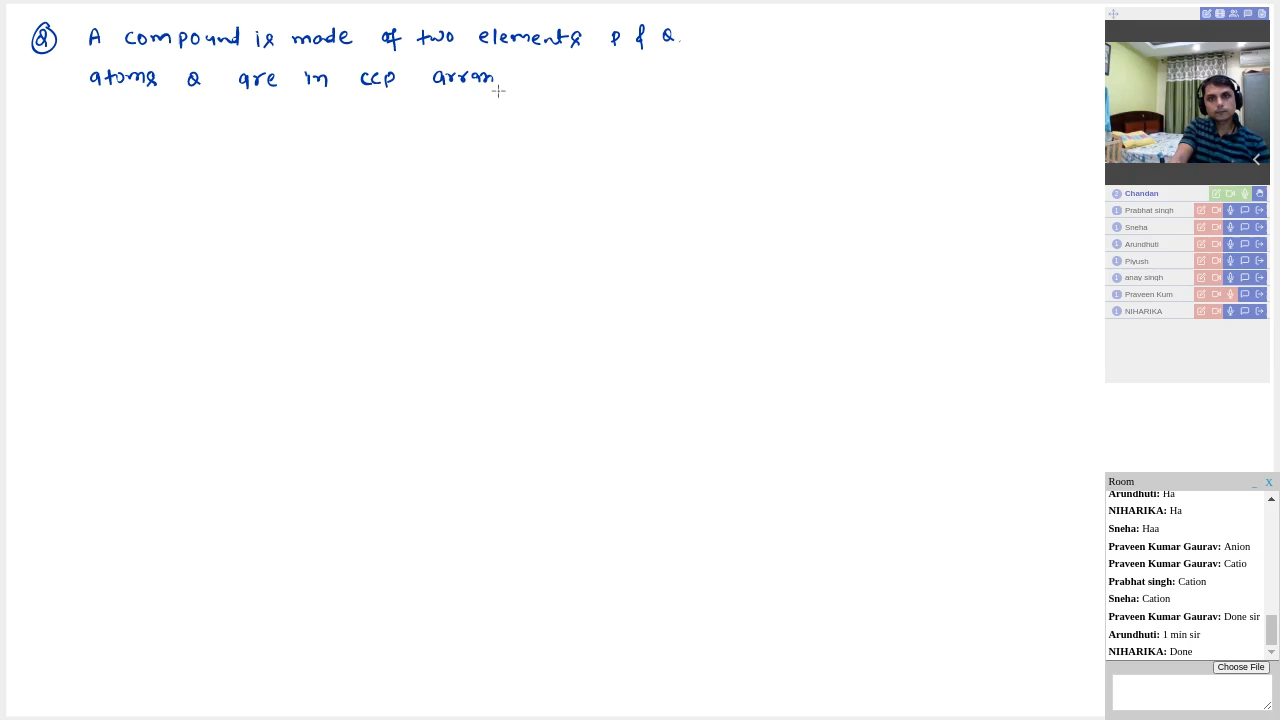 Q A compound is made of two elements P & Q.
atoms Q are in ccp arran
Chandan
Prabhat singh
Sneha
Arundhuti
Piyush
anay singh
Praveen Kum
NIHARIKA
Room _ X
Arundhuti: Ha
NIHARIKA: Ha
Sneha: Haa
Praveen Kumar Gaurav: Anion
Praveen Kumar Gaurav: Catio
Prabhat singh: Cation
Sneha: Cation
Praveen Kumar Gaurav: Done sir
Arundhuti: 1 min sir
NIHARIKA: Done
Choose File